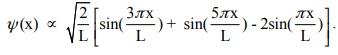 ψ(x) ∝ √(2/L) [sin(3πx/L) + sin(5πx/L) - 2sin(πx/L)].